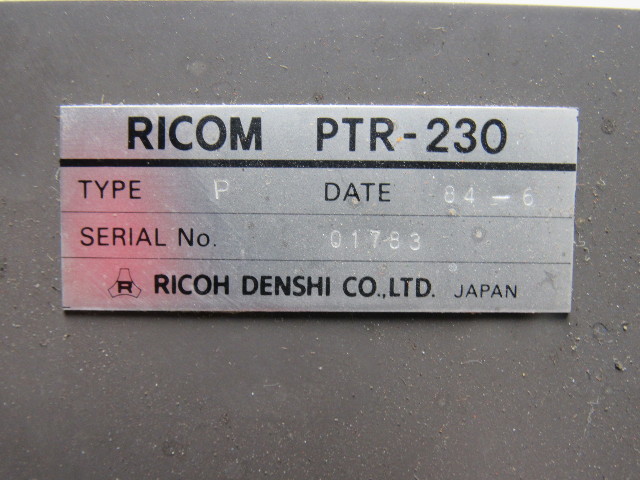 RICOM PTR-230
TYPE P DATE 84-6
SERIAL No. 01783
R RICOH DENSHI CO.,LTD. JAPAN